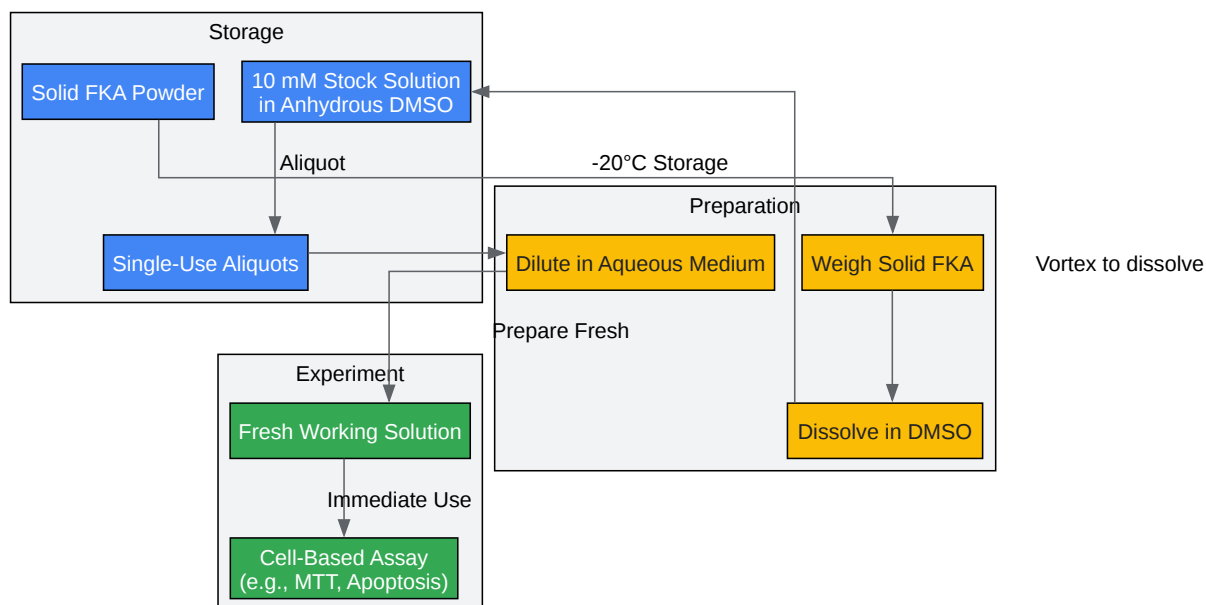 Storage
Solid FKA Powder
10 mM Stock Solution
in Anhydrous DMSO
Aliquot
-20°C Storage
Preparation
Single-Use Aliquots
Dilute in Aqueous Medium
Weigh Solid FKA
Vortex to dissolve
Prepare Fresh
Experiment
Fresh Working Solution
Dissolve in DMSO
Immediate Use
Cell-Based Assay
(e.g., MTT, Apoptosis)